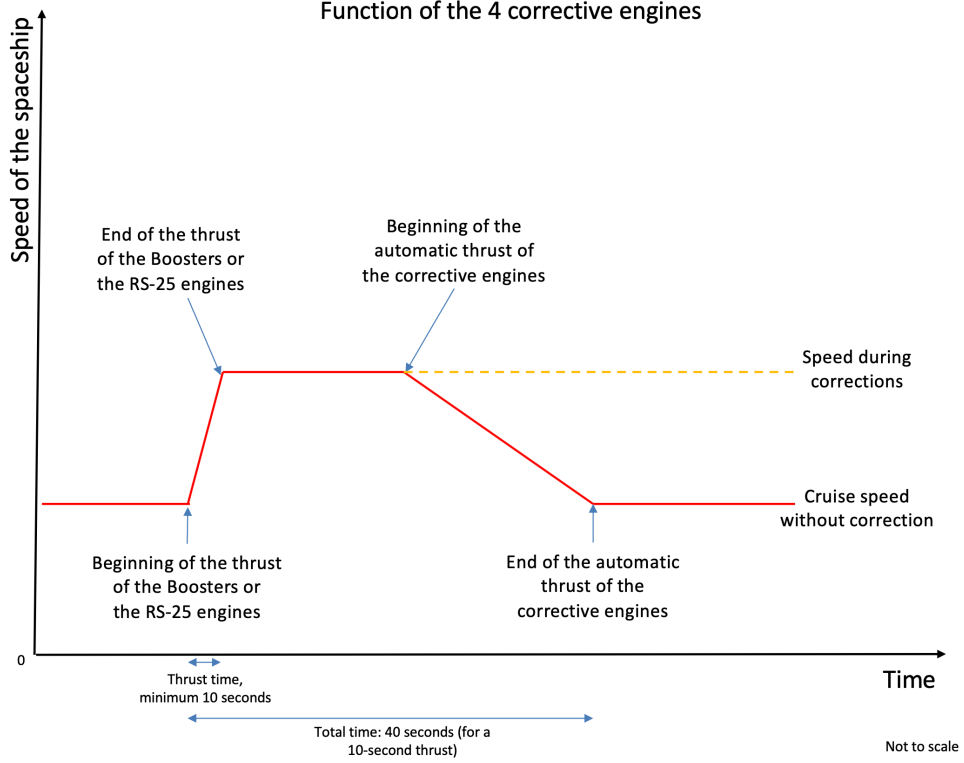 Function of the 4 corrective engines
Speed of the spaceship
End of the thrust
of the Boosters or
the RS-25 engines
Beginning of the
automatic thrust of
the corrective engines
Speed during
corrections
Cruise speed
without correction
Beginning of the thrust
of the Boosters or
the RS-25 engines
End of the automatic
thrust of the
corrective engines
0
Time
Thrust time,
minimum 10 seconds
Total time: 40 seconds (for a
10-second thrust)
Not to scale